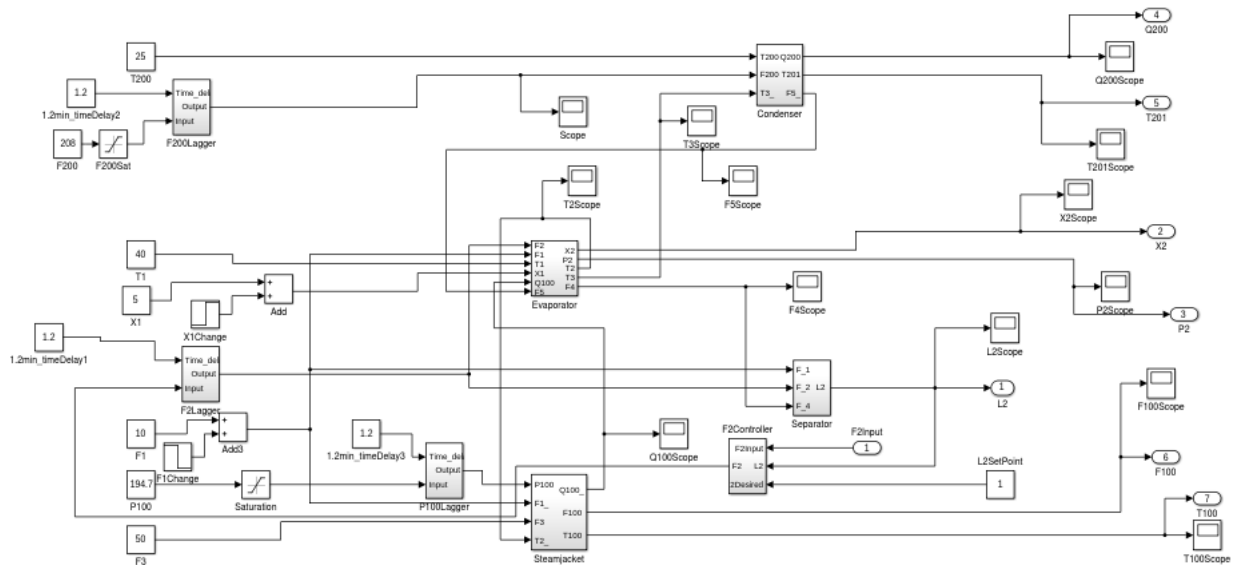 4
Q200
25
T200
T200 Q200
F200 T201
T3_ F5_
Condenser
Q200Scope
1.2
1.2min_timeDelay2
Time_del
Output
Input
F200Lagger
208
F200
F200Sat
Scope
T3Scope
5
T201
T201Scope
T2Scope
F5Scope
X2Scope
2
X2
40
T1
F2
F1
T1
X1
Q100
F5
X2
P2
T2
T3
F4
Evaporator
5
X1
+
+
Add
X1Change
F4Scope
P2Scope
3
P2
1.2
1.2min_timeDelay1
Time_del
Output
Input
F2Lagger
L2Scope
F_1
F_2 L2
F_4
Separator
1
L2
F100Scope
10
F1
+
+
Add3
F1Change
1.2
1.2min_timeDelay3
Time_del
Output
Input
P100Lagger
Q100Scope
F2Controller
F2Input
F2 L2
2Desired
F2Input
1
L2SetPoint
1
6
F100
194.7
P100
Saturation
P100
F1_
F3
T2_
Q100_
F100
T100
Steamjacket
7
T100
T100Scope
50
F3